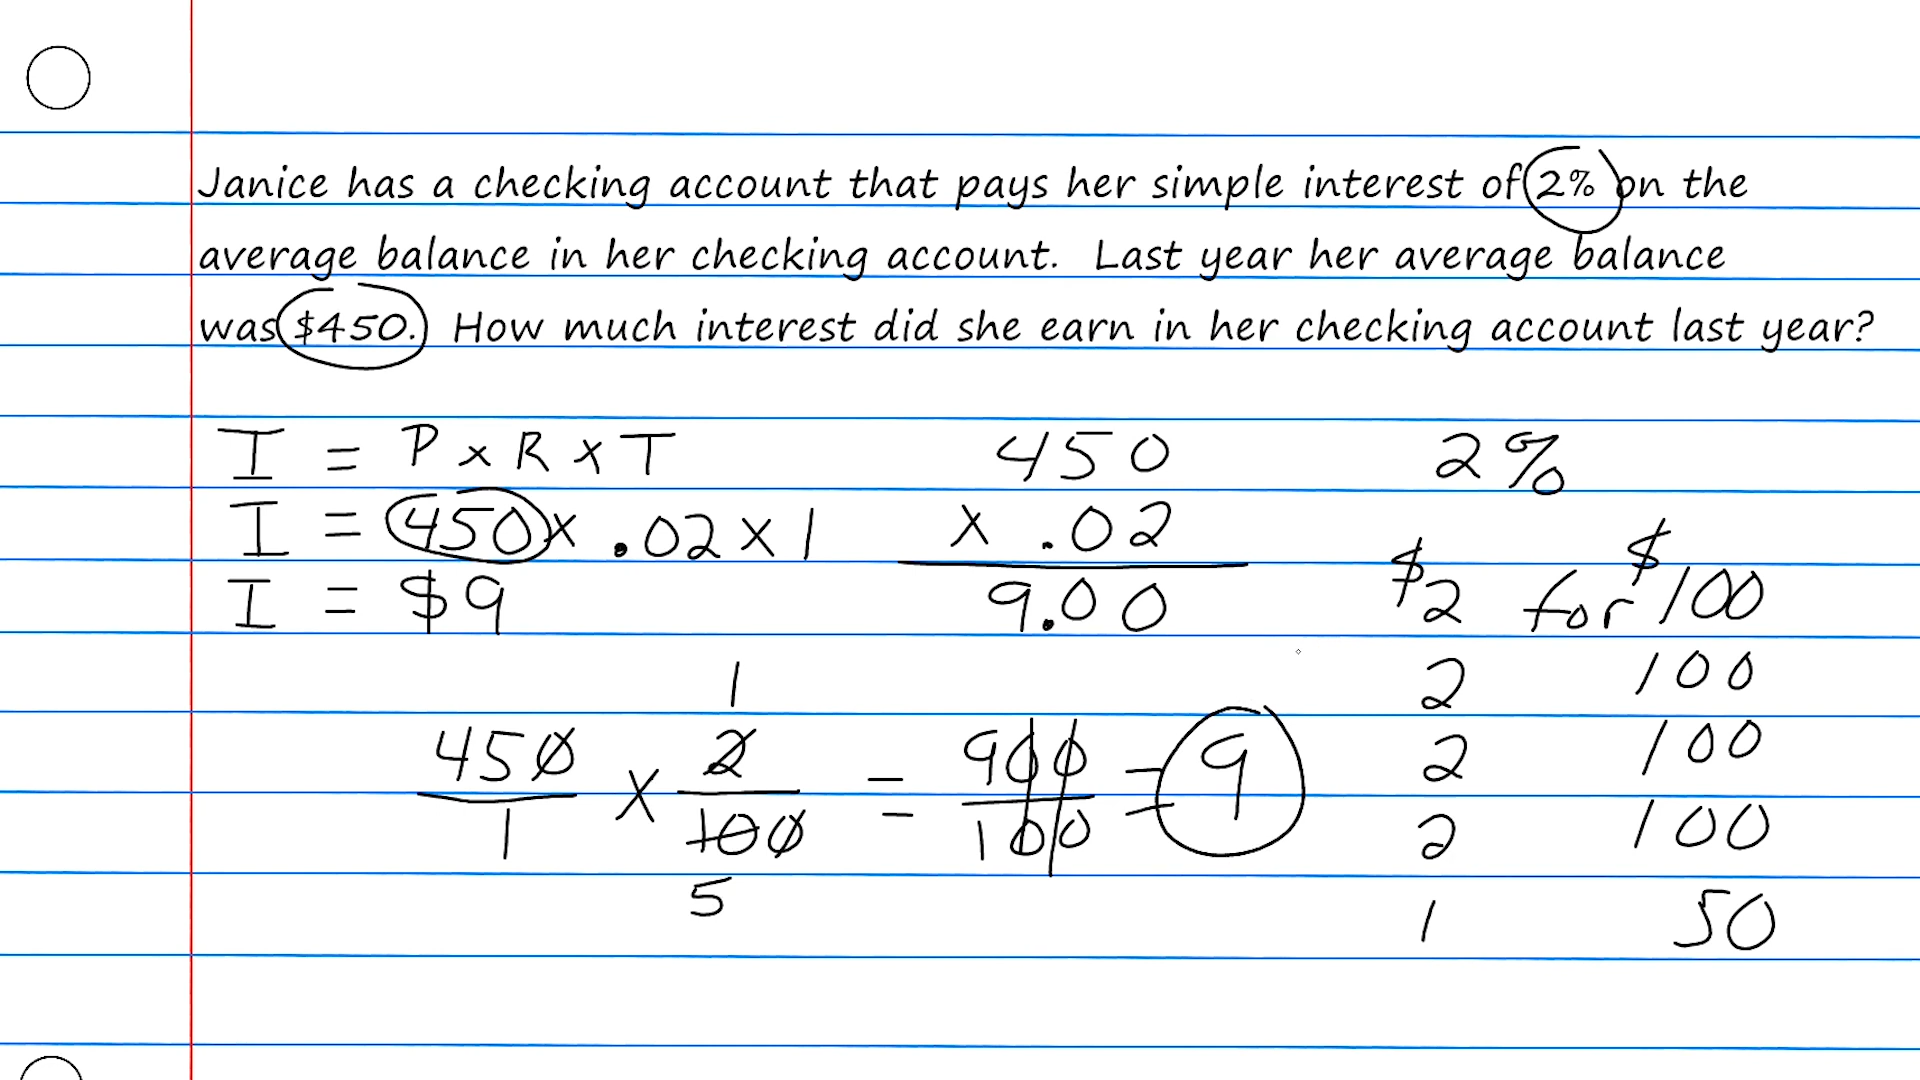 Janice has a checking account that pays her simple interest of 2% on the
average balance in her checking account. Last year her average balance
was $450. How much interest did she earn in her checking account last year?
I = P x R x T
I = 450 x .02 x 1
I = $9
450
x .02
9.00
2%
$2 for $100
2 100
2 100
2 100
1 50
1
450/1 x 2/100 = 900/100 = 9
5